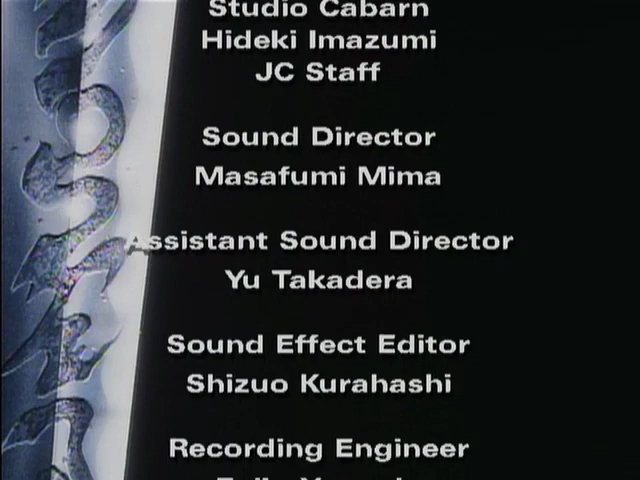 Studio Cabarn
Hideki Imazumi
JC Staff
Sound Director
Masafumi Mima
Assistant Sound Director
Yu Takadera
Sound Effect Editor
Shizuo Kurahashi
Recording Engineer